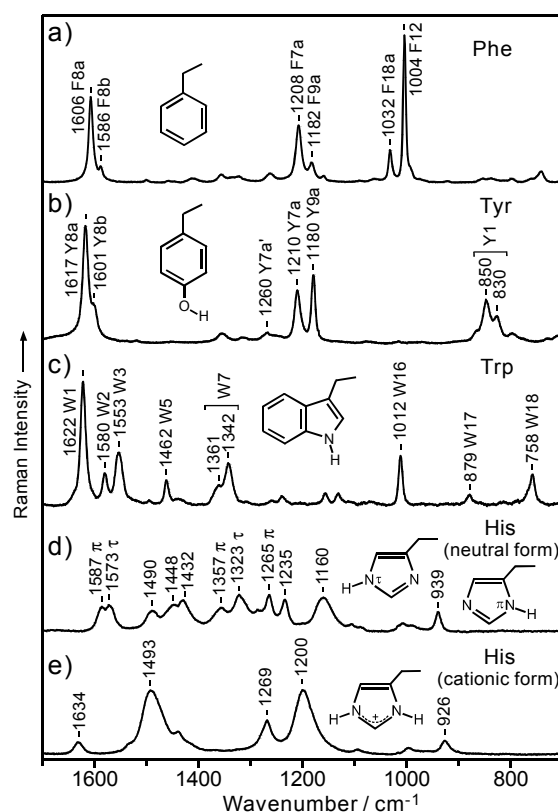 a)
Phe
1606 F8a
1586 F8b
1208 F7a
1182 F9a
1032 F18a
1004 F12
b)
Tyr
1617 Y8a
1601 Y8b
O
H
1260 Y7a'
1210 Y7a
1180 Y9a
850
830
Y1
c)
Trp
1622 W1
1580 W2
1553 W3
1462 W5
1361
1342
W7
N
H
1012 W16
879 W17
758 W18
d)
His
(neutral form)
1587 π
1573 τ
1490
1448
1432
1357 π
1323 τ
1265 π
1235
1160
939
H N τ N
N π N H
e)
His
(cationic form)
1634
1493
1269
1200
926
H N + N H
Raman Intensity →
1600 1400 1200 1000 800
Wavenumber / cm-1